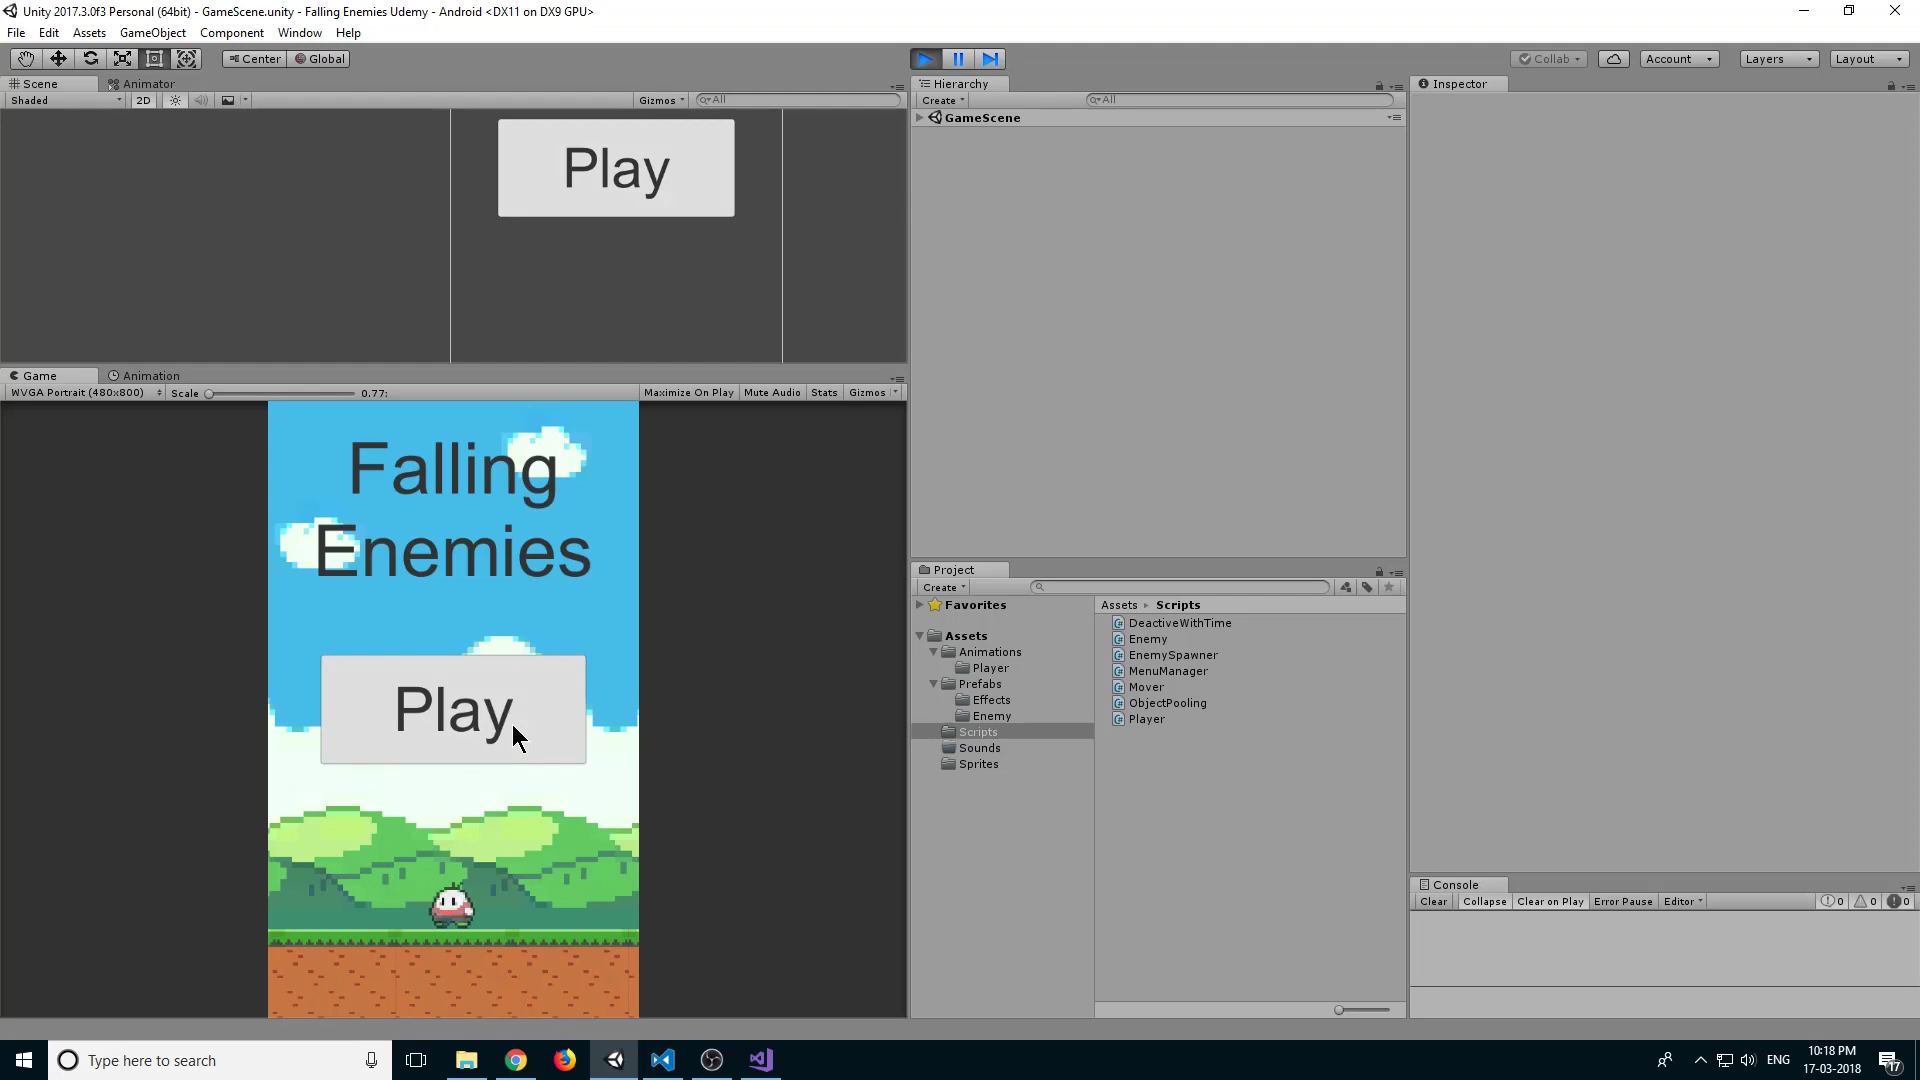 Unity 2017.3.0f3 Personal (64bit) - GameScene.unity - Falling Enemies Udemy - Android <DX11 on DX9 GPU>
File Edit Assets GameObject Component Window Help
Center Global
Collab Account Layers Layout
Scene Animator
Shaded 2D Gizmos All
Play
Game Animation
WVGA Portrait (480x800) Scale 0.77: Maximize On Play Mute Audio Stats Gizmos
Falling
Enemies
Play
Hierarchy
Create All
GameScene
Project
Create
Favorites
Assets
Animations
Player
Prefabs
Effects
Enemy
Scripts
Sounds
Sprites
Assets Scripts
DeactiveWithTime
Enemy
EnemySpawner
MenuManager
Mover
ObjectPooling
Player
Inspector
Console
Clear Collapse Clear on Play Error Pause Editor 0 0 0
Type here to search
ENG
10:18 PM
17-03-2018
17